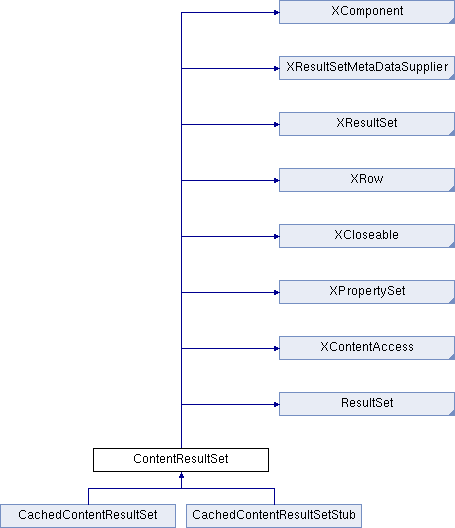 XComponent
XResultSetMetaDataSupplier
XResultSet
XRow
XCloseable
XPropertySet
XContentAccess
ResultSet
ContentResultSet
CachedContentResultSet
CachedContentResultSetStub